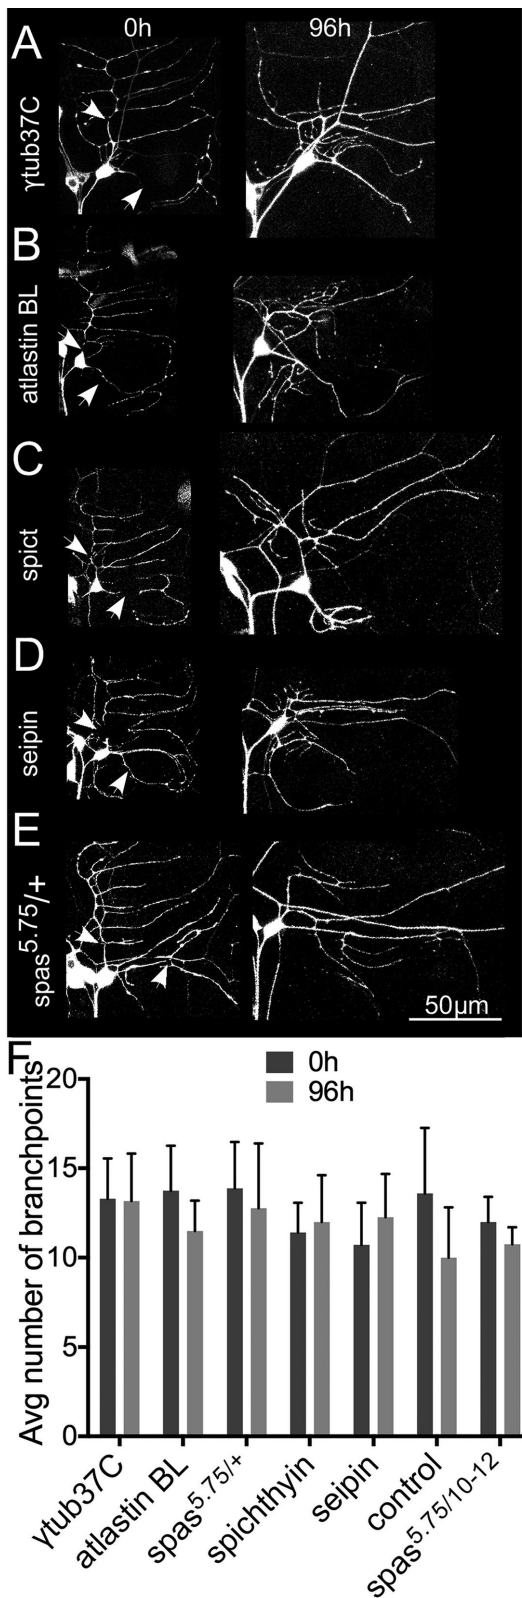 A
0h
96h
γtub37C
B
atlastin BL
C
spict
D
seipin
E
spas5.75/+
50µm
F
0h
96h
Avg number of branchpoints
20
15
10
5
0
γtub37C
atlastin BL
spas5.75/+
spichthyin
seipin
control
spas5.75/10-12